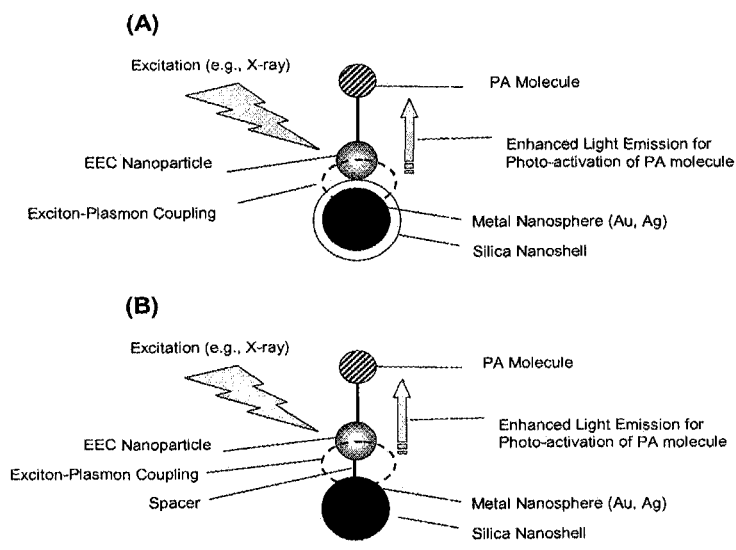 (A)
Excitation (e.g., X-ray)
PA Molecule
Enhanced Light Emission for
Photo-activation of PA molecule
EEC Nanoparticle
Exciton-Plasmon Coupling
Metal Nanosphere (Au, Ag)
Silica Nanoshell
(B)
Excitation (e.g., X-ray)
PA Molecule
Enhanced Light Emission for
Photo-activation of PA molecule
EEC Nanoparticle
Exciton-Plasmon Coupling
Spacer
Metal Nanosphere (Au, Ag)
Silica Nanoshell